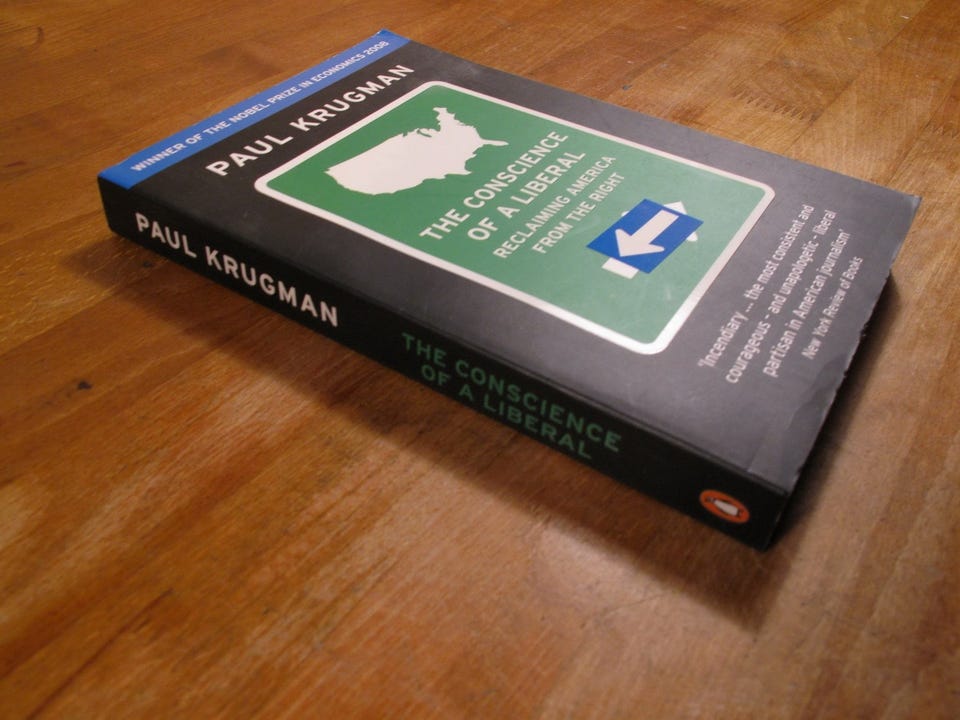 WINNER OF THE NOBEL PRIZE IN ECONOMICS 2008
PAUL KRUGMAN
THE CONSCIENCE
OF A LIBERAL
RECLAIMING AMERICA
FROM THE RIGHT
'Incendiary ... the most consistent and
courageous - and unapologetic - liberal
partisan in American journalism'
New York Review of Books
PAUL KRUGMAN
THE CONSCIENCE
OF A LIBERAL